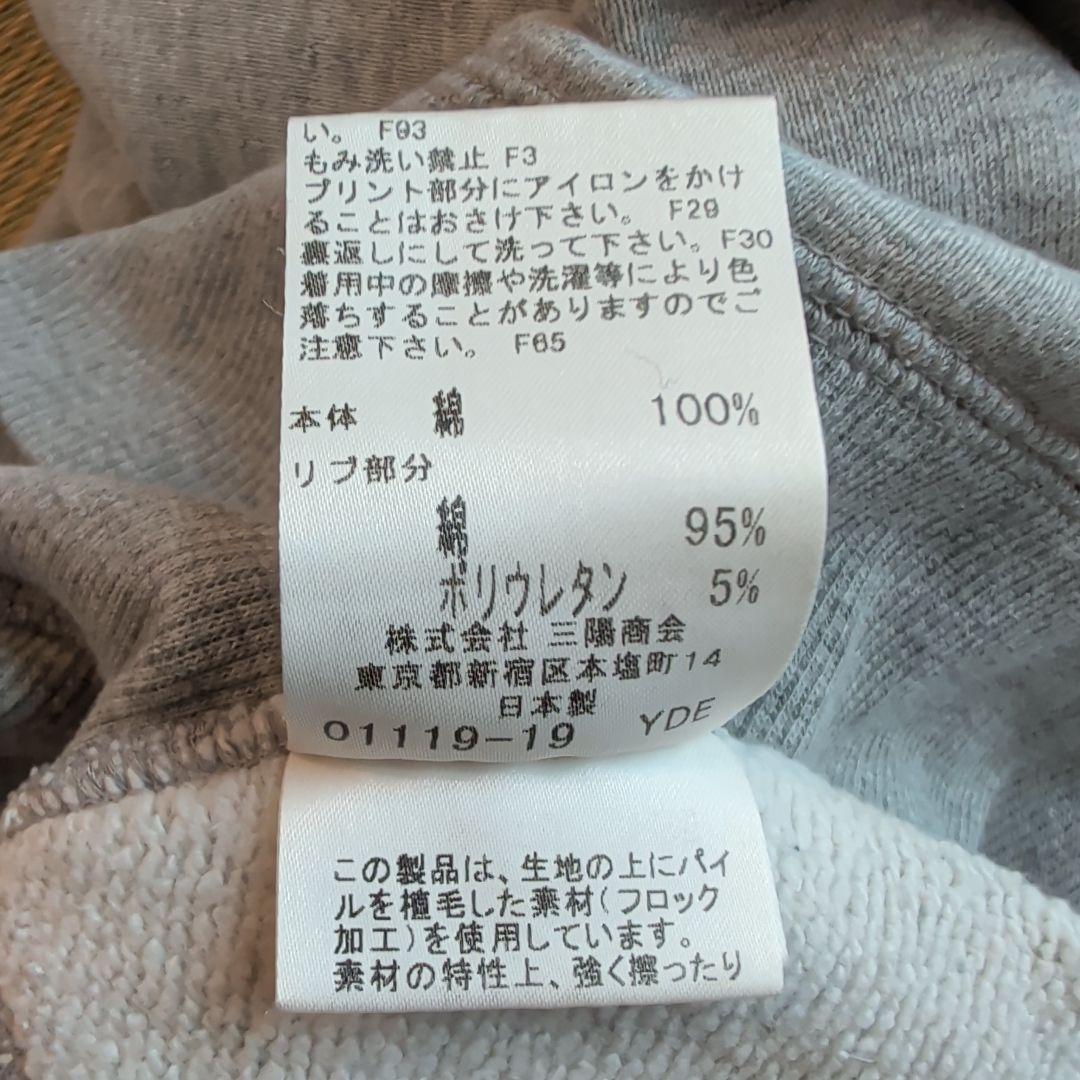 い。 F93
もみ洗い禁止 F3
プリント部分にアイロンをかけ
ることはおさけ下さい。 F29
裏返しにして洗って下さい。F30
着用中の摩擦や洗濯等により色
落ちすることがありますのでご
注意下さい。 F65
本体 綿 100%
リブ部分
綿 95%
ポリウレタン 5%
株式会社 三陽商会
東京都新宿区本塩町14
日本製
01119-19 YDE
この製品は、生地の上にパイ
ルを植毛した素材(フロック
加工)を使用しています。
素材の特性上、強く擦ったり